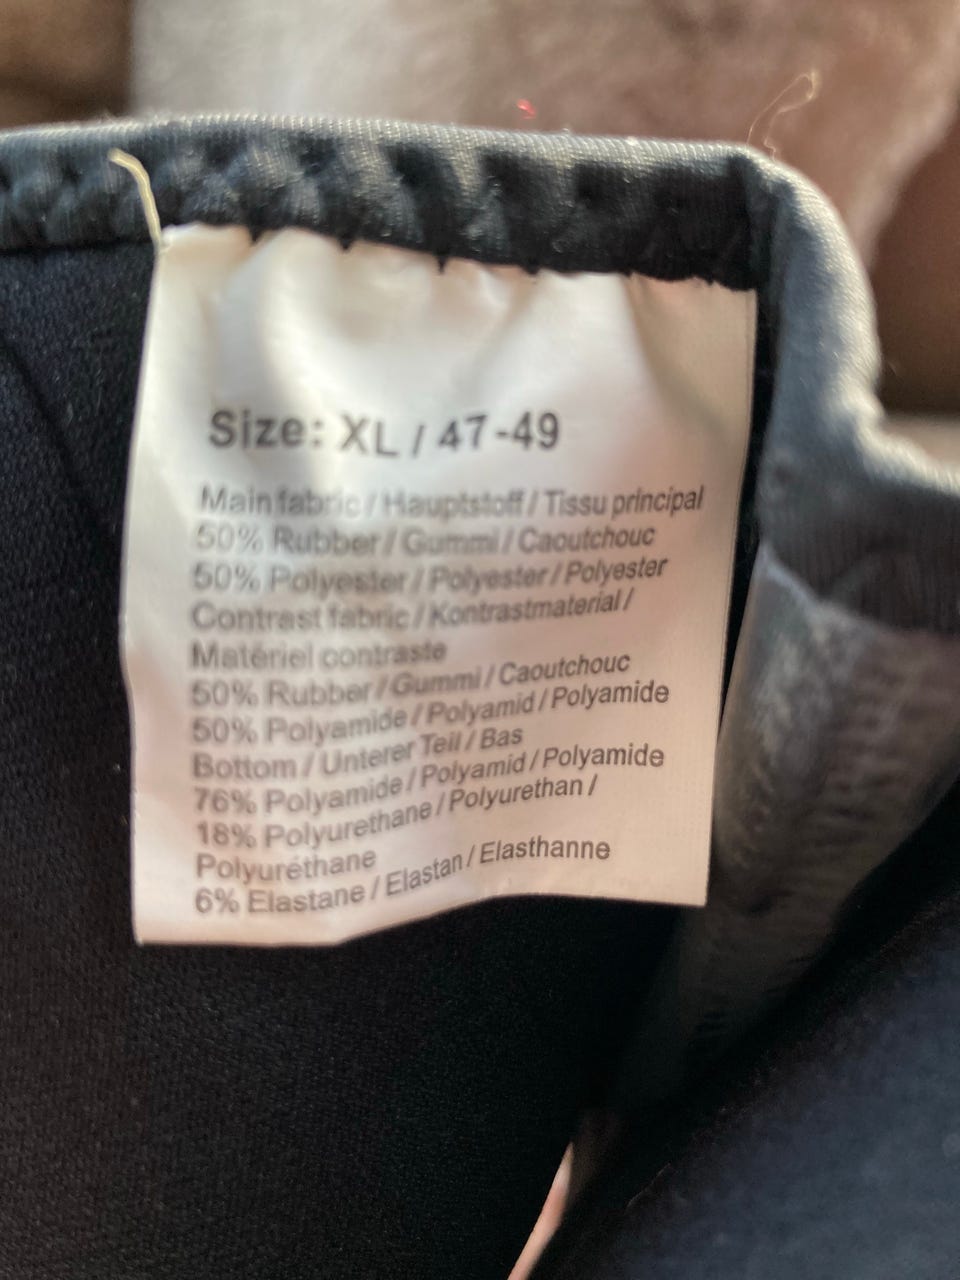 Size: XL / 47-49
Main fabric / Hauptstoff / Tissu principal
50% Rubber / Gummi / Caoutchouc
50% Polyester / Polyester / Polyester
Contrast fabric / Kontrastmaterial /
Matériel contraste
50% Rubber / Gummi / Caoutchouc
50% Polyamide / Polyamid / Polyamide
Bottom / Unterer Teil / Bas
76% Polyamide / Polyamid / Polyamide
18% Polyurethane / Polyurethan /
Polyuréthane
6% Elastane / Elastan / Elasthanne